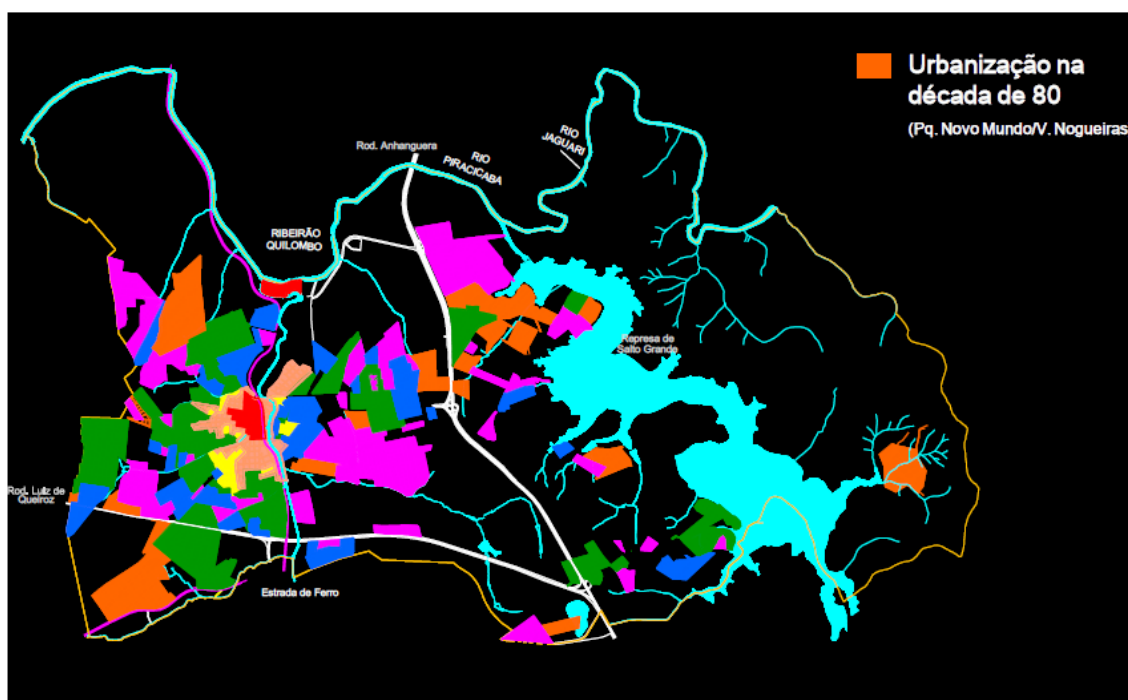 Urbanização na
década de 80
(Pq. Novo Mundo/V. Nogueiras
Rod. Anhanguera
RIO
JAGUARI
RIO
PIRACICABA
RIBEIRÃO
QUILOMBO
Represa de
Salto Grande
Rod. Luiz de
Queiroz
Estrada de Ferro